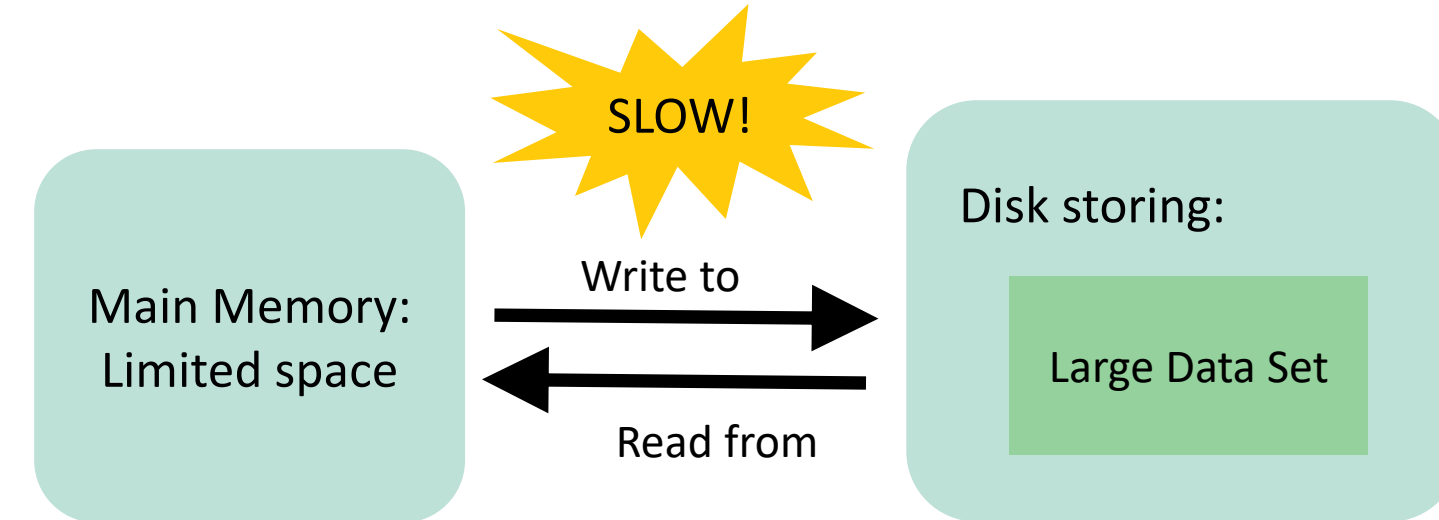 SLOW!
Disk storing:
Main Memory:
Limited space
Write to
Large Data Set
Read from